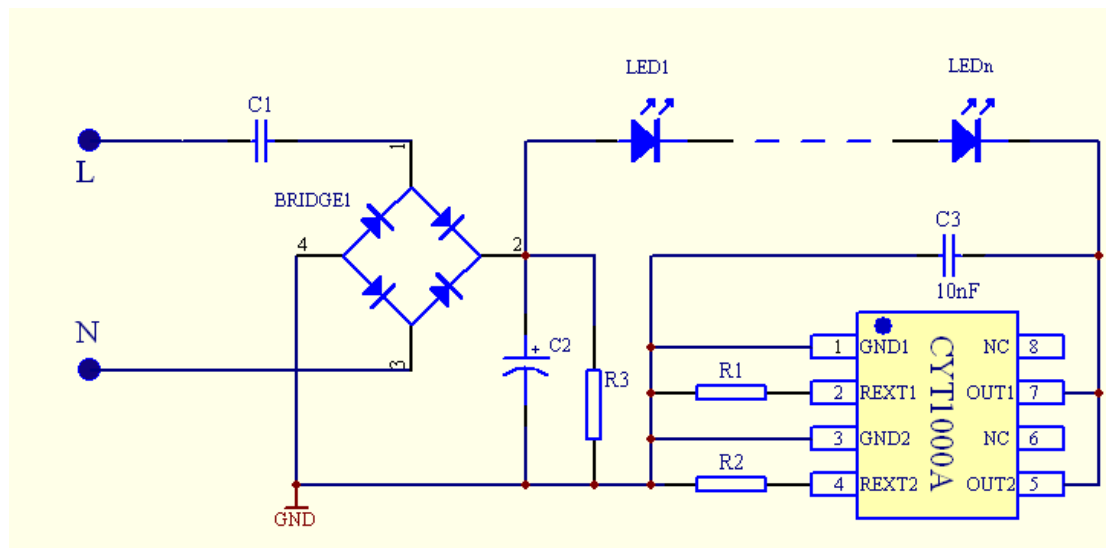 LED1
LEDn
C1
L
1
BRIDGE1
C3
4
2
10nF
N
C2
1
GND1
NC
8
R1
R3
2
REXT1
OUT1
7
3
3
GND2
NC
6
R2
4
REXT2
OUT2
5
CYT1000A
GND
+